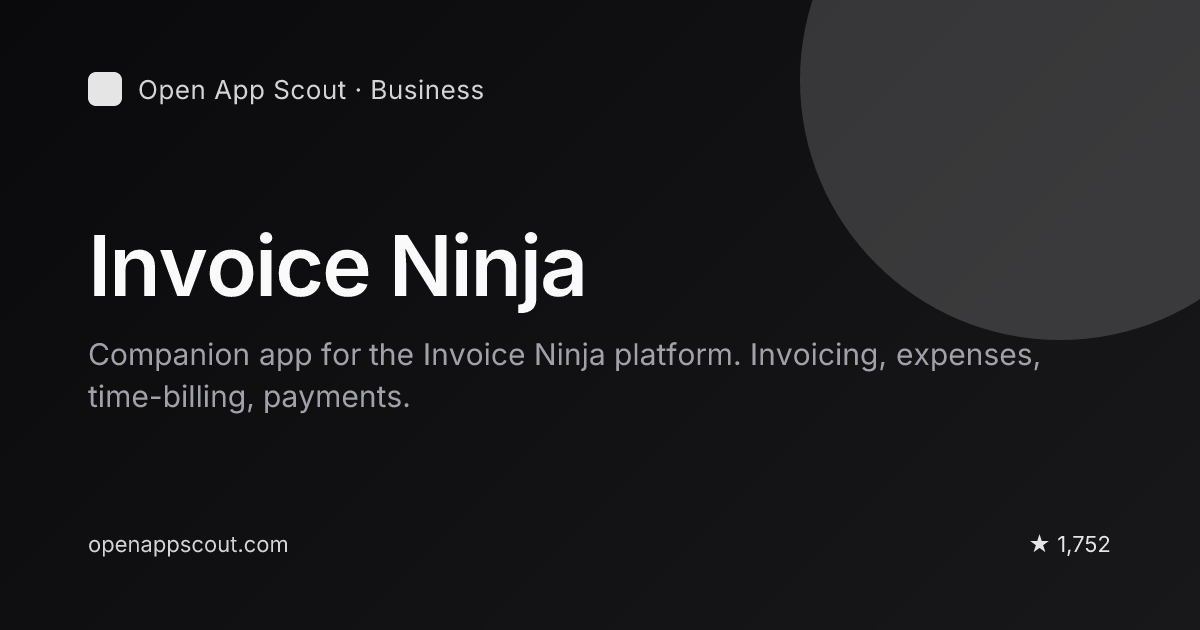 Open App Scout · Business
Invoice Ninja
Companion app for the Invoice Ninja platform. Invoicing, expenses,
time-billing, payments.
openappscout.com
★ 1,752